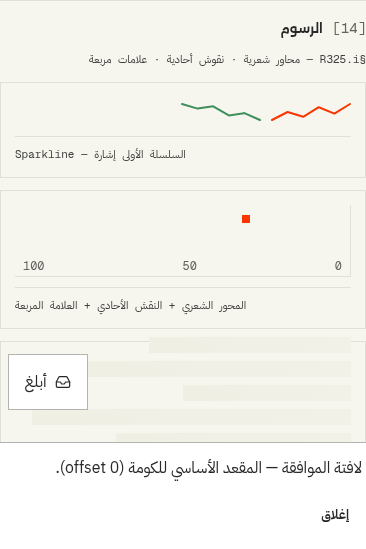 [14] الرسوم
§R325.i — محاور شعرية · نقوش أحادية · علامات مربعة
Sparkline — السلسلة الأولى إشارة
100 50 0
المحور الشعري + النقش الأحادي + العلامة المربعة
أبلغ
لافتة الموافقة — المقعد الأساسي للكومة (offset 0).
إغلاق